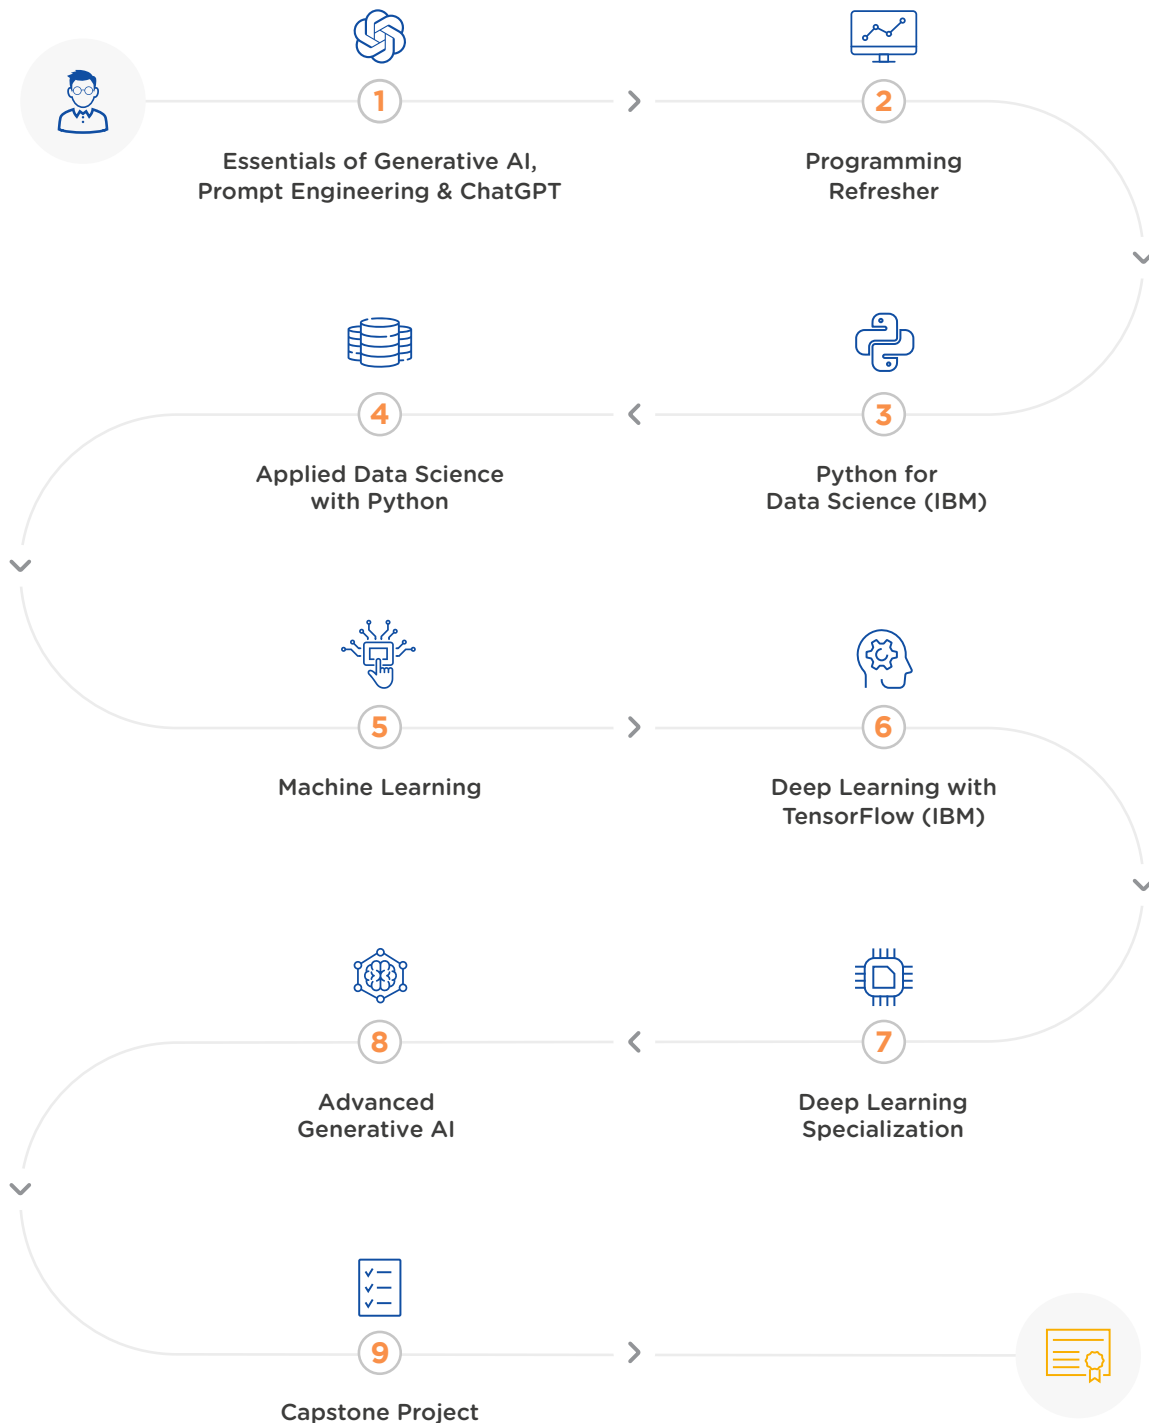 1
Essentials of Generative AI,
Prompt Engineering & ChatGPT
2
Programming
Refresher
3
Python for
Data Science (IBM)
4
Applied Data Science
with Python
5
Machine Learning
6
Deep Learning with
TensorFlow (IBM)
7
Deep Learning
Specialization
8
Advanced
Generative AI
9
Capstone Project